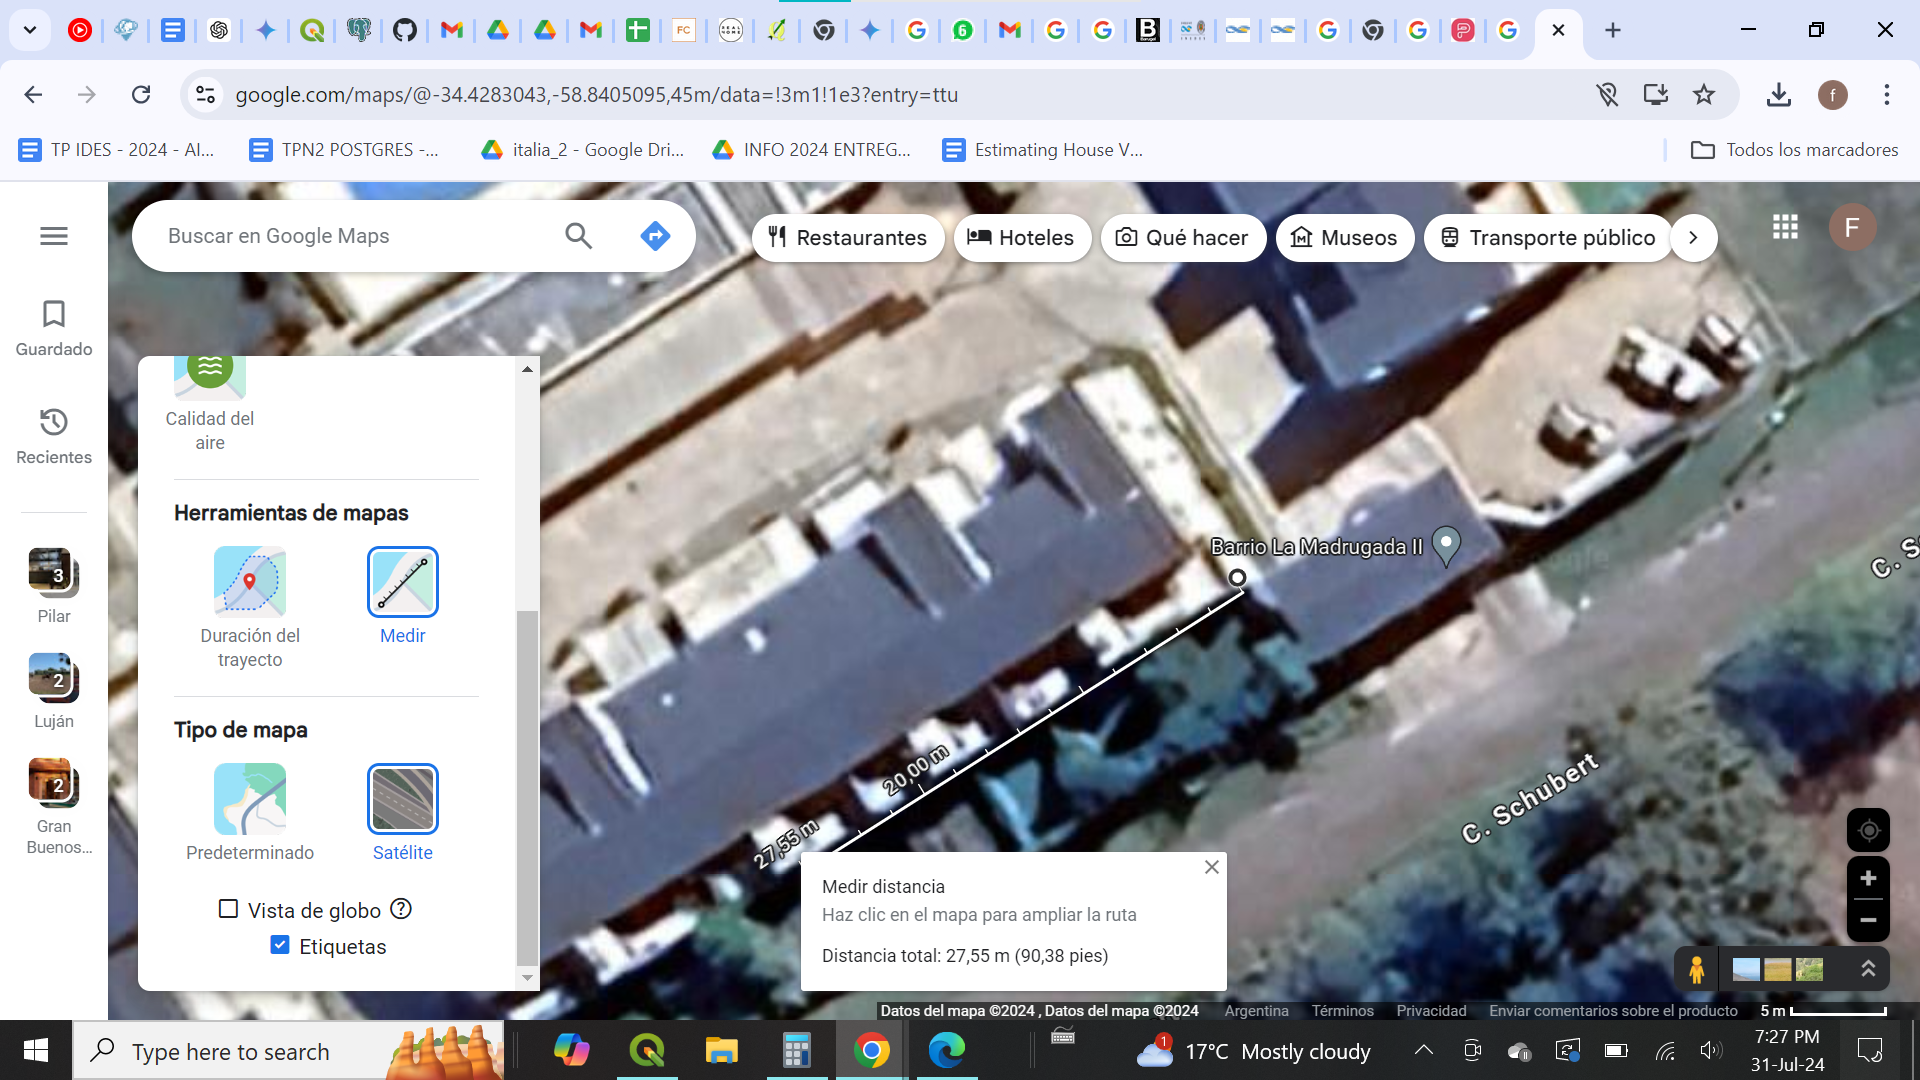 google.com/maps/@-34.4283043,-58.8405095,45m/data=!3m1!1e3?entry=ttu
f
TP IDES - 2024 - Al...
TPN2 POSTGRES -...
italia_2 - Google Dri...
INFO 2024 ENTREG...
Estimating House V...
Todos los marcadores
Buscar en Google Maps
Restaurantes
Hoteles
Qué hacer
Museos
Transporte público
F
Guardado
Recientes
3
Pilar
2
Luján
2
Gran
Buenos...
Calidad del
aire
Herramientas de mapas
Duración del
trayecto
Medir
Tipo de mapa
Predeterminado
Satélite
Vista de globo
Etiquetas
Barrio La Madrugada II
C. S
20,00 m
27,55 m
C. Schubert
Medir distancia
Haz clic en el mapa para ampliar la ruta
Distancia total: 27,55 m (90,38 pies)
Datos del mapa ©2024 , Datos del mapa ©2024
Argentina
Términos
Privacidad
Enviar comentarios sobre el producto
5 m
Type here to search
1
17°C Mostly cloudy
7:27 PM
31-Jul-24